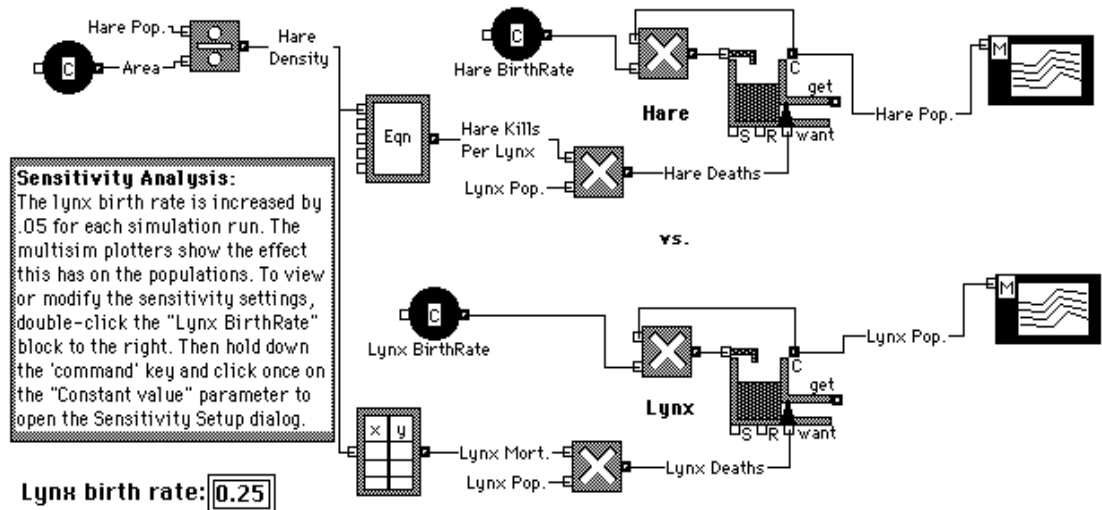 Hare Pop.
Area
C
Hare
Density
C
Hare BirthRate
Hare
C
get
want
S
R
Hare Pop.
M
Eqn
Hare Kills
Per Lynx
Lynx Pop.
Hare Deaths
vs.
Sensitivity Analysis:
The lynx birth rate is increased by
.05 for each simulation run. The
multisim plotters show the effect
this has on the populations. To view
or modify the sensitivity settings,
double-click the "Lynx BirthRate"
block to the right. Then hold down
the 'command' key and click once on
the "Constant value" parameter to
open the Sensitivity Setup dialog.
C
Lynx BirthRate
Lynx
C
get
want
S
R
Lynx Pop.
M
x y
Lynx Mort.
Lynx Pop.
Lynx Deaths
Lynx birth rate: 0.25